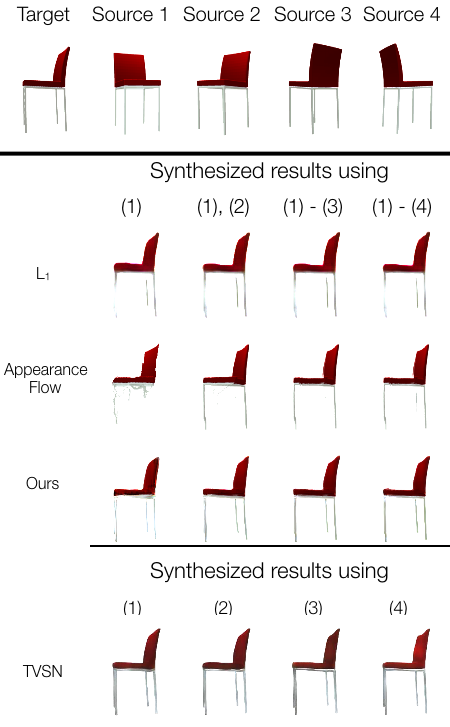 Target Source 1 Source 2 Source 3 Source 4
Synthesized results using
(1) (1), (2) (1) - (3) (1) - (4)
L1
Appearance
Flow
Ours
Synthesized results using
(1) (2) (3) (4)
TVSN